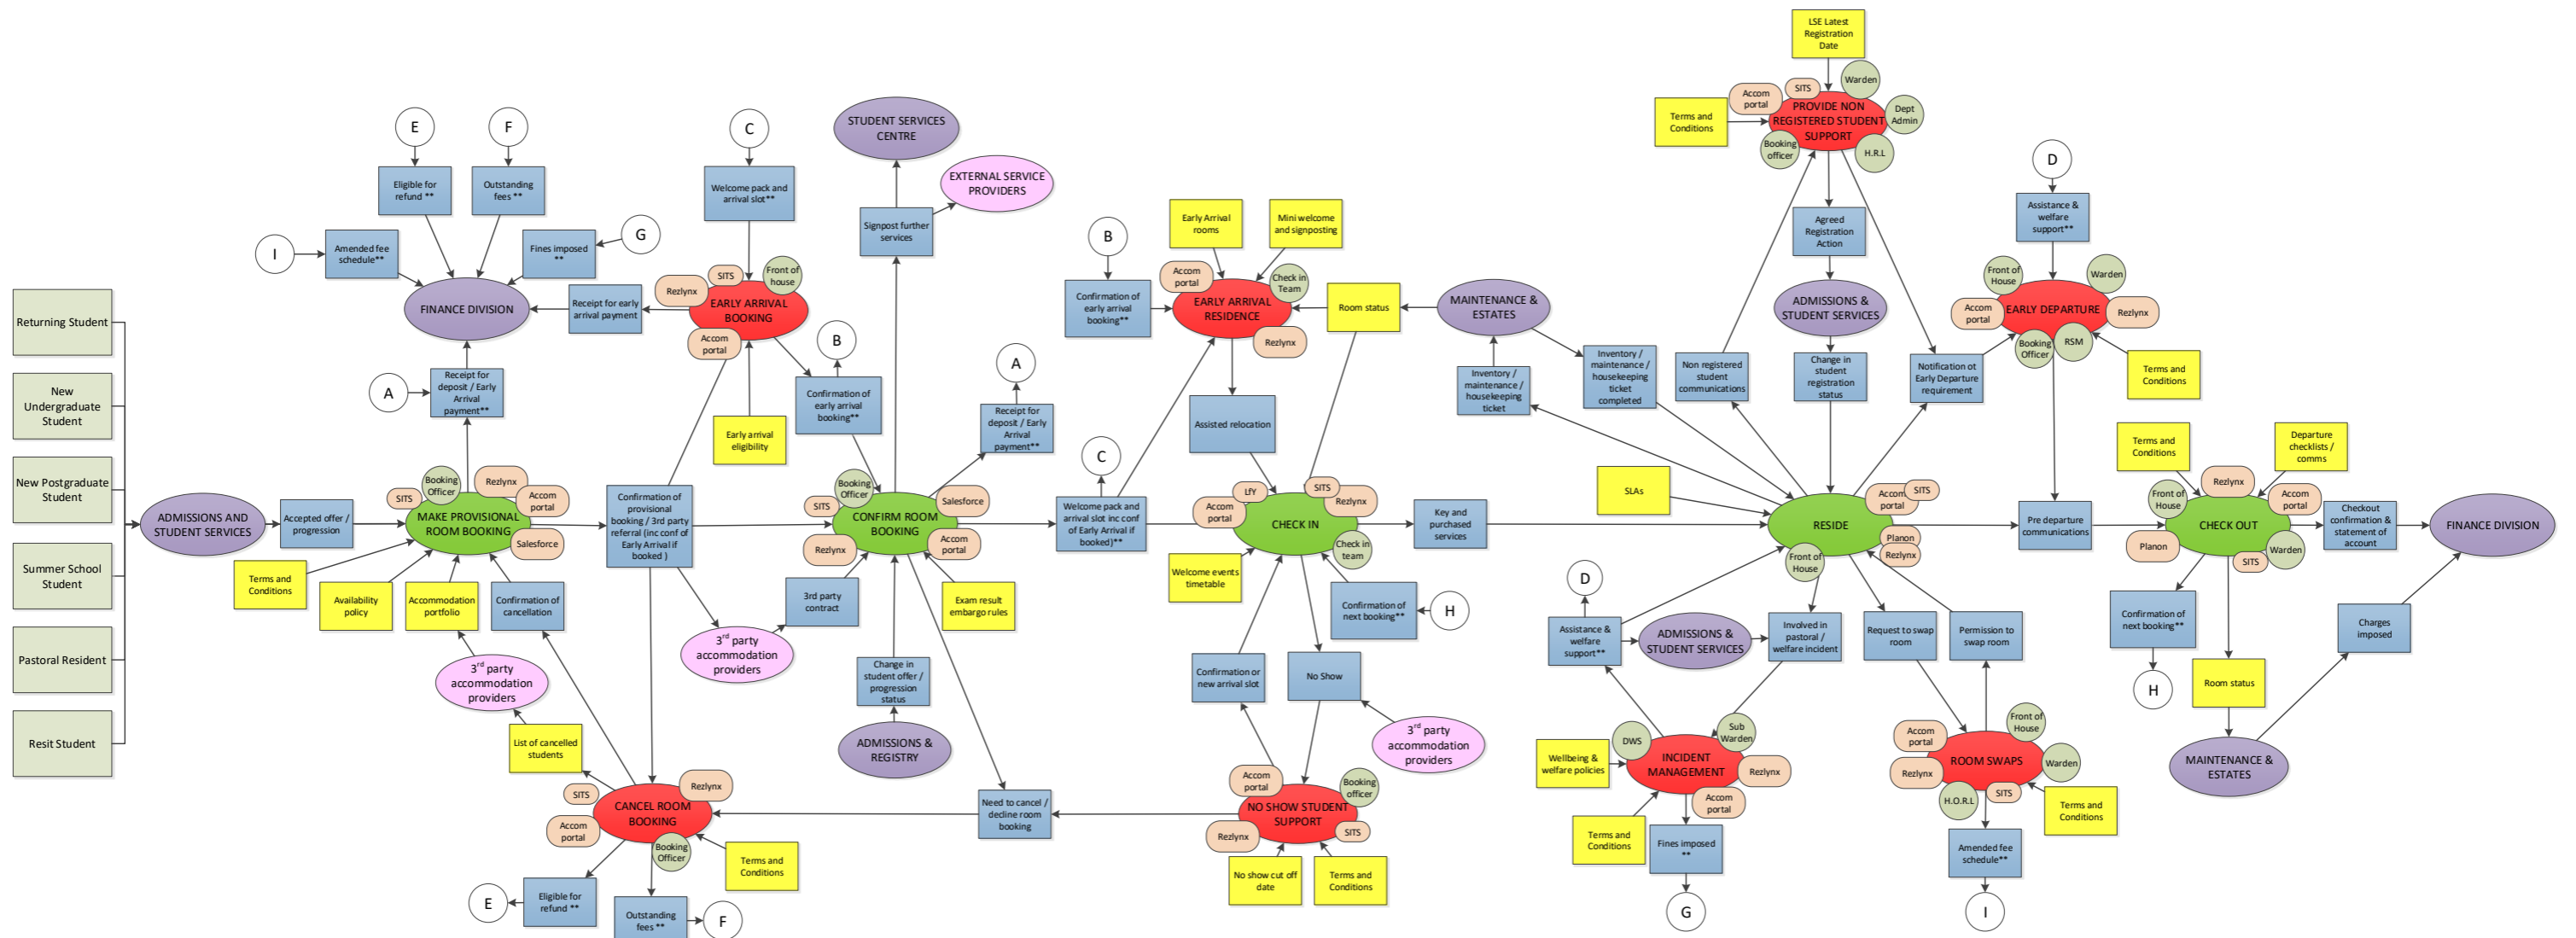 LSE Latest
Registration
Date
Warden
SITS
Accom
portal
PROVIDE NON
REGISTERED STUDENT
SUPPORT
Dept
Admin
Terms and
Conditions
Booking
officer
H.R.L
E
F
C
STUDENT SERVICES
CENTRE
EXTERNAL SERVICE
PROVIDERS
D
Eligible for
refund **
Outstanding
fees **
Welcome pack and
arrival slot**
Signpost further
services
Early Arrival
rooms
Mini welcome
and signposting
Agreed
Registration
Action
Assistance &
welfare
support**
I
Amended fee
schedule**
Fines imposed
**
G
B
SITS
Front of
house
Rezlynx
EARLY ARRIVAL
BOOKING
Accom
portal
FINANCE DIVISION
Receipt for early
arrival payment
Confirmation of
early arrival
booking**
Accom
portal
Check in
Team
EARLY ARRIVAL
RESIDENCE
Rezlynx
Room status
MAINTENANCE &
ESTATES
ADMISSIONS &
STUDENT SERVICES
Front of
House
Warden
Accom
portal
EARLY DEPARTURE
Rezlynx
Booking
Officer
RSM
Terms and
Conditions
Returning Student
New
Undergraduate
Student
New Postgraduate
Student
Summer School
Student
Pastoral Resident
Resit Student
A
Receipt for
deposit / Early
Arrival
payment**
B
Confirmation of
early arrival
booking**
A
Receipt for
deposit / Early
Arrival
payment**
Early arrival
eligibility
Assisted relocation
Inventory /
maintenance /
housekeeping
ticket
Inventory /
maintenance /
housekeeping
ticket
completed
Non registered
student
communications
Change in
student
registration
status
Notification of
Early Departure
requirement
Terms and
Conditions
Departure
checklists /
comms
ADMISSIONS AND
STUDENT SERVICES
Accepted offer /
progression
SITS
Booking
Officer
Rezlynx
Accom
portal
MAKE PROVISIONAL
ROOM BOOKING
Salesforce
Confirmation of
provisional
booking / 3rd party
referral (inc conf of
Early Arrival if
booked )
SITS
Booking
Officer
Salesforce
CONFIRM ROOM
BOOKING
Rezlynx
Accom
portal
C
Welcome pack and
arrival slot inc conf
of Early Arrival if
booked)**
Accom
portal
LfY
SITS
Rezlynx
CHECK IN
Check in
team
Key and
purchased
services
SLAs
Accom
portal
SITS
RESIDE
Planon
Rezlynx
Front of
House
Pre departure
communications
Front of
House
Rezlynx
Accom
portal
CHECK OUT
Planon
SITS
Warden
Checkout
confirmation &
statement of
account
FINANCE DIVISION
Terms and
Conditions
Availability
policy
Accommodation
portfolio
Confirmation of
cancellation
3rd party
contract
Exam result
embargo rules
Welcome events
timetable
Confirmation of
next booking**
H
D
Assistance &
welfare
support**
ADMISSIONS &
STUDENT SERVICES
Involved in
pastoral /
welfare incident
Request to swap
room
Permission to
swap room
Confirmation of
next booking**
Charges
imposed
H
Room status
3rd party
accommodation
providers
3rd party
accommodation
providers
Change in
student offer /
progression
status
Confirmation or
new arrival slot
No Show
3rd party
accommodation
providers
List of cancelled
students
ADMISSIONS &
REGISTRY
Wellbeing &
welfare policies
DWS
Sub
Warden
INCIDENT
MANAGEMENT
Rezlynx
Accom
portal
Accom
portal
Front of
House
ROOM SWAPS
Warden
Rezlynx
H.O.R.L
SITS
Terms and
Conditions
MAINTENANCE &
ESTATES
SITS
Rezlynx
CANCEL ROOM
BOOKING
Accom
portal
Booking
Officer
Terms and
Conditions
Need to cancel /
decline room
booking
Accom
portal
Booking
officer
NO SHOW STUDENT
SUPPORT
Rezlynx
SITS
No show cut off
date
Terms and
Conditions
Terms and
Conditions
Fines imposed
**
G
Amended fee
schedule**
I
E
Eligible for
refund **
Outstanding
fees **
F